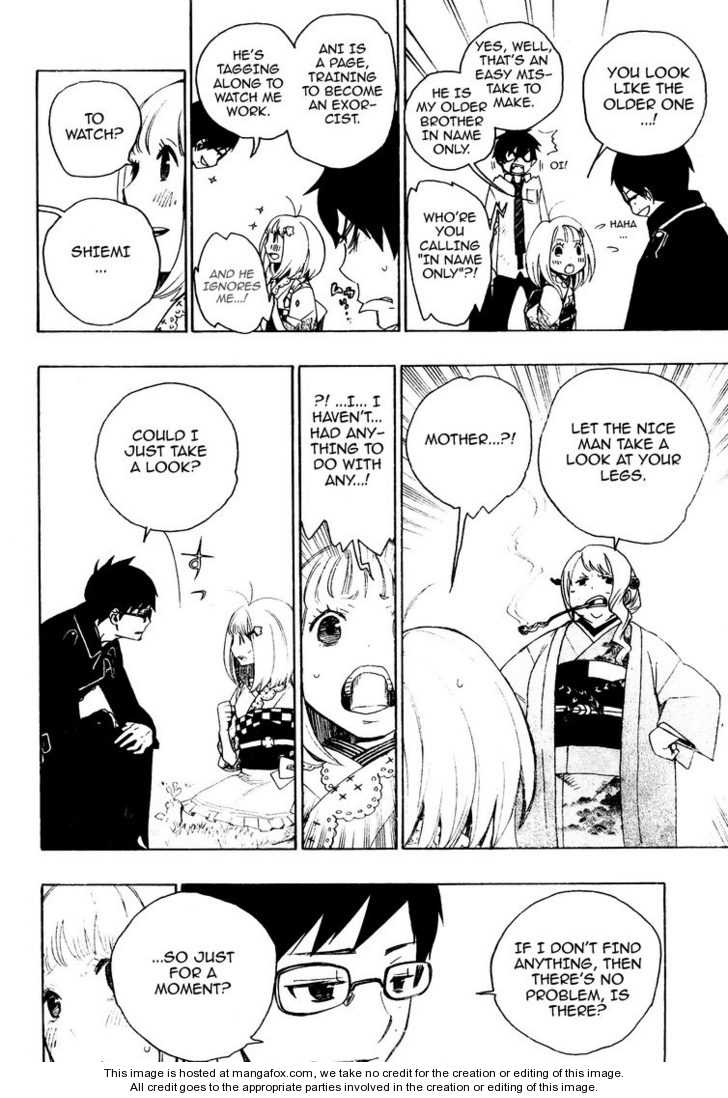 YOU LOOK
LIKE THE
OLDER ONE
...!
YES, WELL,
THAT'S AN
EASY MIS-
TAKE TO
MAKE.
HE IS
MY OLDER
BROTHER
IN NAME
ONLY.
OI!
HAHA
...
WHO'RE
YOU
CALLING
"IN NAME
ONLY"?!
ANI IS
A PAGE,
TRAINING
TO BECOME
AN EXOR-
CIST.
HE'S
TAGGING
ALONG TO
WATCH ME
WORK.
AND HE
IGNORES
ME...!
TO
WATCH?
SHIEMI
...
LET THE NICE
MAN TAKE A
LOOK AT YOUR
LEGS.
MOTHER...?!
?! ...I... I
HAVEN'T...
HAD ANY-
THING TO
DO WITH
ANY...!
COULD I
JUST TAKE
A LOOK?
す
IF I DON'T FIND
ANYTHING, THEN
THERE'S NO
PROBLEM, IS
THERE?
...SO JUST
FOR A
MOMENT?
This image is hosted at mangafox.com, we take no credit for the creation or editing of this image.
All credit goes to the appropriate parties involved in the creation or editing of this image.